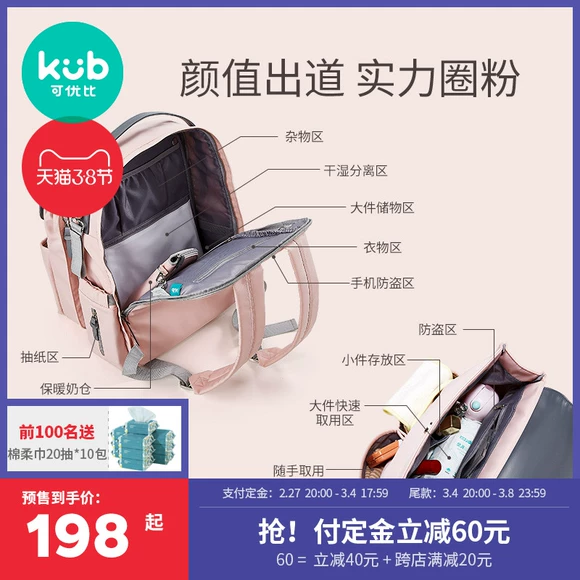 kub
可优比
颜值出道 实力圈粉
天猫3.8节
杂物区
干湿分离区
大件储物区
衣物区
手机防盗区
抽纸区
保暖奶仓
防盗区
小件存放区
大件快速
取用区
随手取用
前100名送
棉柔巾20抽*10包
预售到手价：
198 起
支付定金：2.27 20:00 - 3.4 17:59 尾款：3.4 20:00 - 3.8 23:59
抢！付定金立减60元
60 = 立减40元 + 跨店满减20元